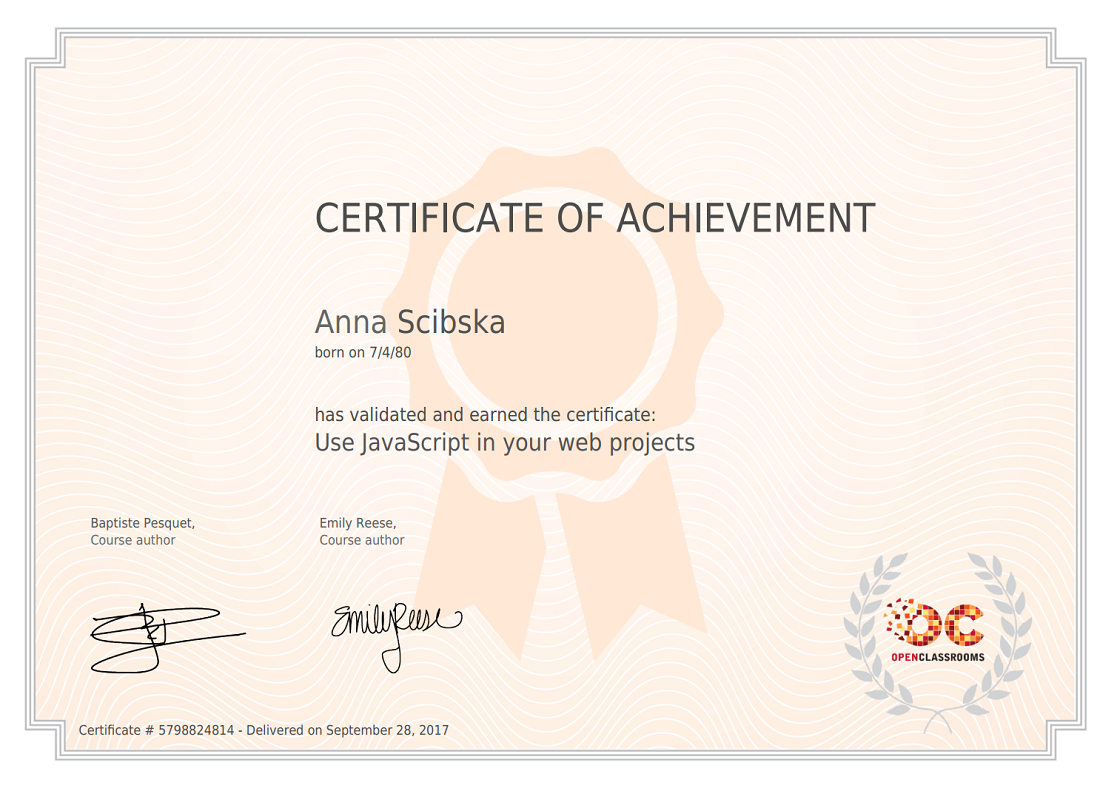 CERTIFICATE OF ACHIEVEMENT
Anna Scibska
born on 7/4/80
has validated and earned the certificate:
Use JavaScript in your web projects
Baptiste Pesquet,
Course author
Emily Reese,
Course author
EmilyReese
OC
OPENCLASSROOMS
Certificate # 5798824814 - Delivered on September 28, 2017